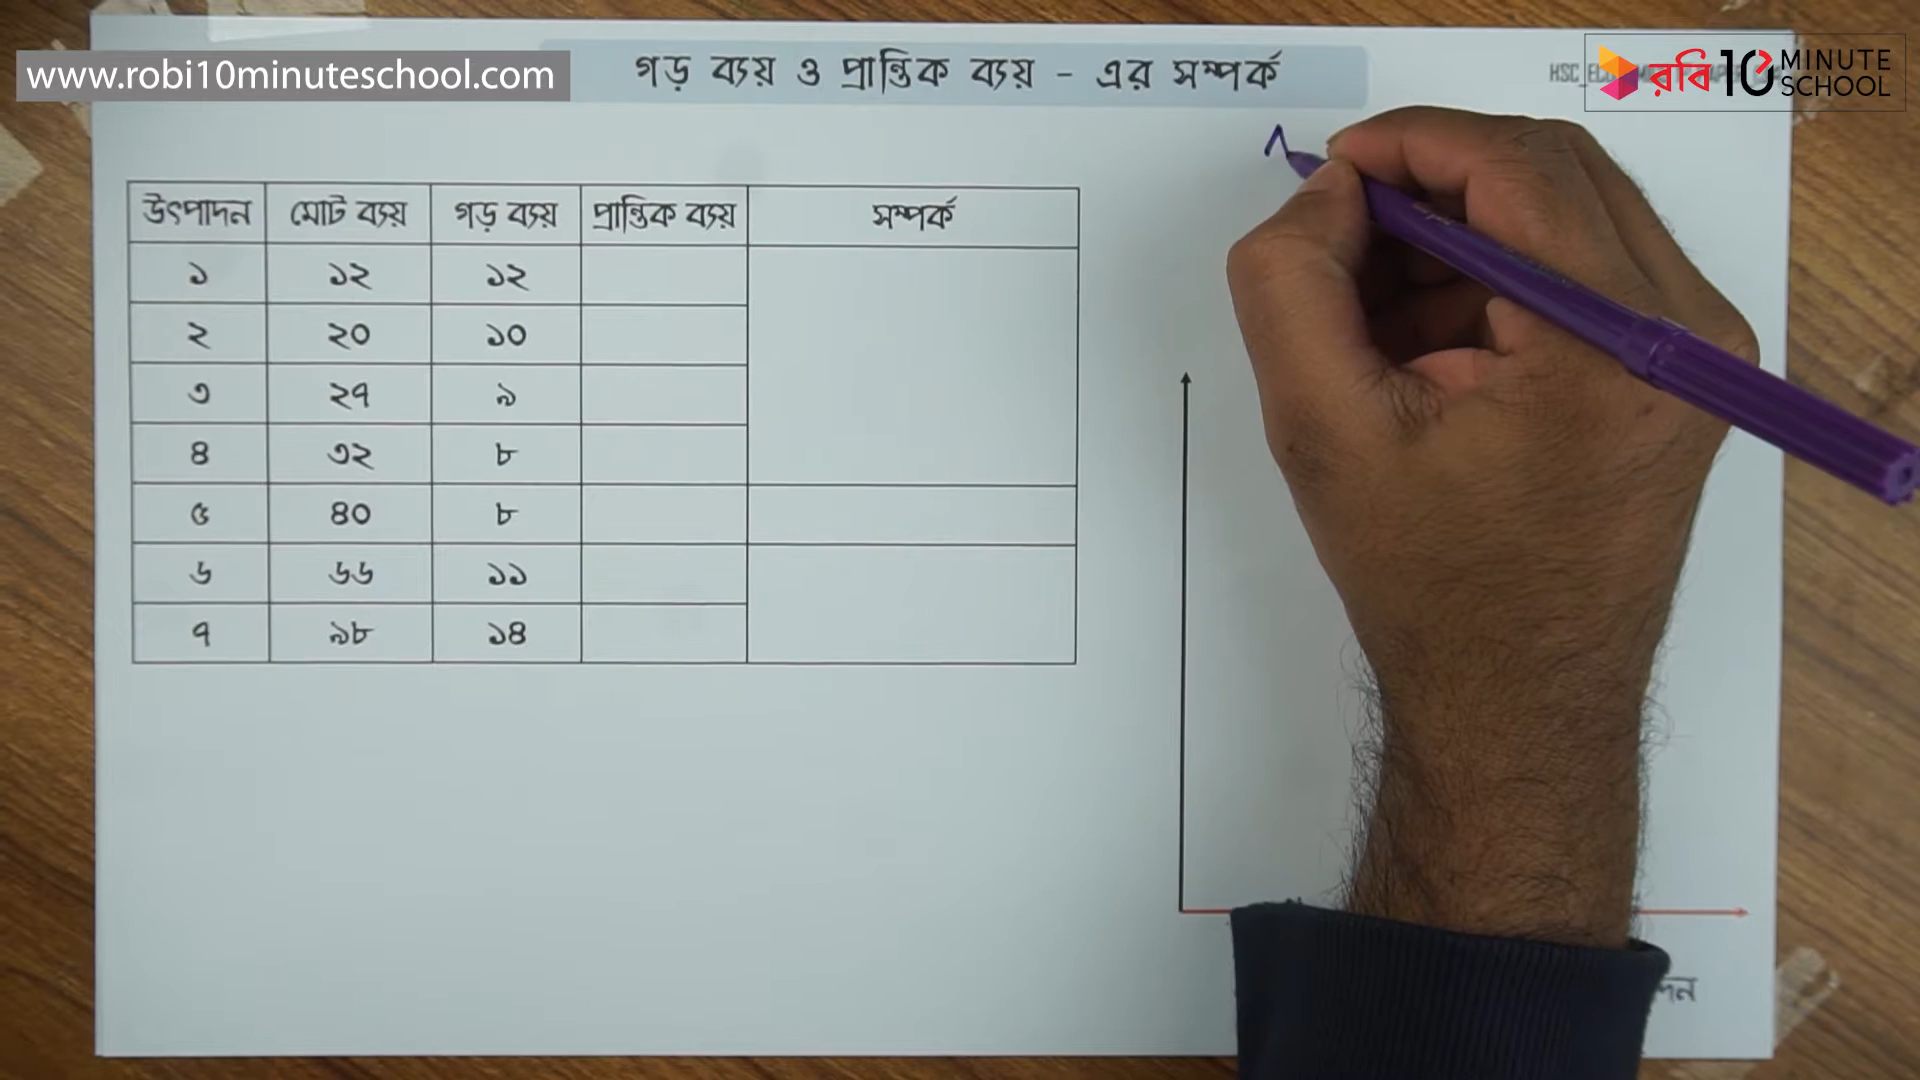 www.robi10minuteschool.com
গড় ব্যয় ও প্রান্তিক ব্যয় - এর সম্পর্ক
রবি 10 MINUTE SCHOOL
উৎপাদন মোট ব্যয় গড় ব্যয় প্রান্তিক ব্যয় সম্পর্ক
১ ১২ ১২
২ ২০ ১০
৩ ২৭ ৯
৪ ৩২ ৮
৫ ৪০ ৮
৬ ৬৬ ১১
৭ ৯৮ ১৪